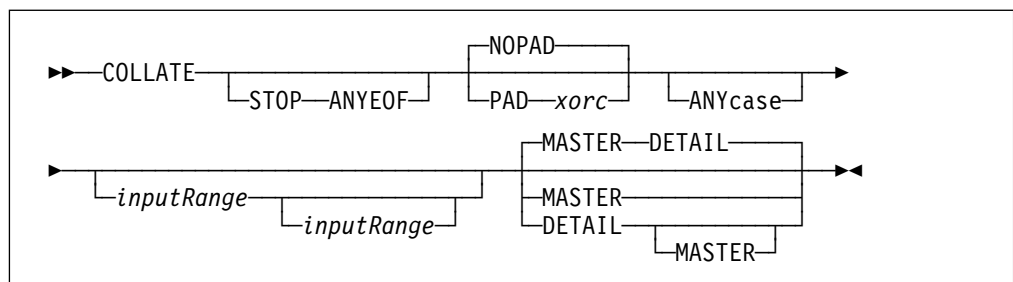 NOPAD
COLLATE
STOP ANYEOF PAD xorc ANYcase
MASTER DETAIL
inputRange MASTER
inputRange DETAIL
MASTER